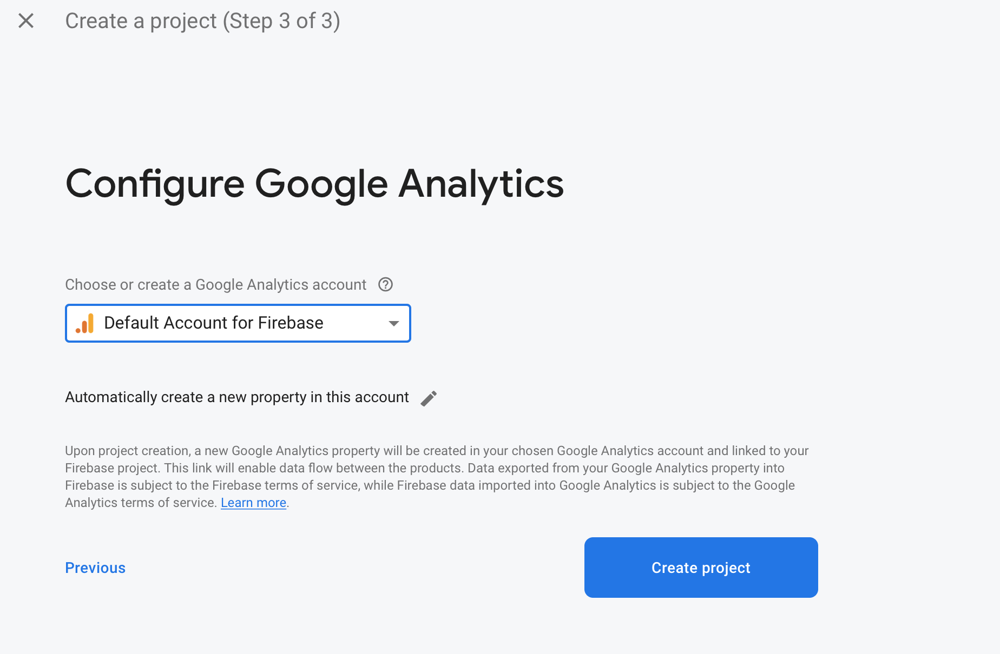 Create a project (Step 3 of 3)
Configure Google Analytics
Choose or create a Google Analytics account
Default Account for Firebase
Automatically create a new property in this account
Upon project creation, a new Google Analytics property will be created in your chosen Google Analytics account and linked to your
Firebase project. This link will enable data flow between the products. Data exported from your Google Analytics property into
Firebase is subject to the Firebase terms of service, while Firebase data imported into Google Analytics is subject to the Google
Analytics terms of service. Learn more.
Previous
Create project